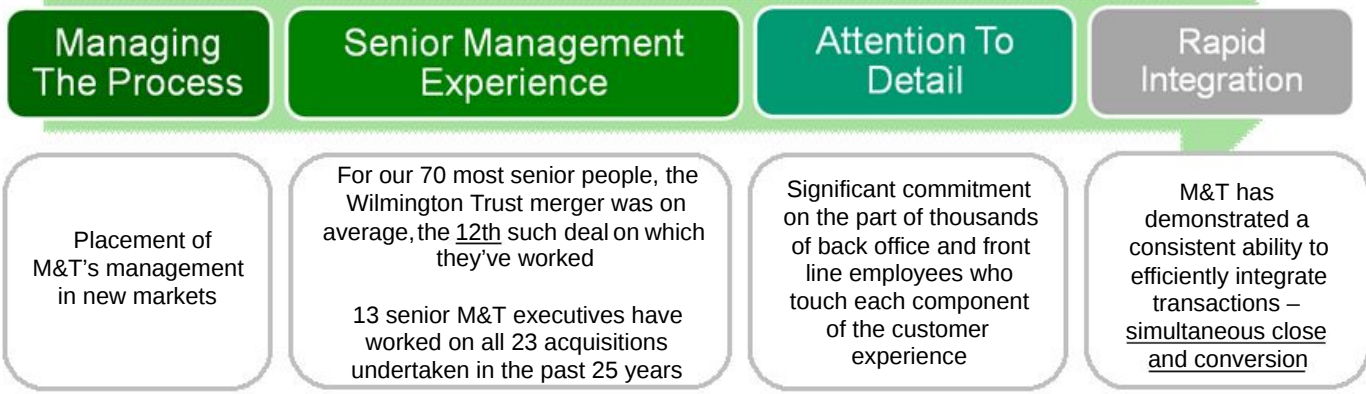 Managing
The Process
Senior Management
Experience
Attention To
Detail
Rapid
Integration
Placement of
M&T's management
in new markets
For our 70 most senior people, the
Wilmington Trust merger was on
average, the 12th such deal on which
they've worked
13 senior M&T executives have
worked on all 23 acquisitions
undertaken in the past 25 years
Significant commitment
on the part of thousands
of back office and front
line employees who
touch each component
of the customer
experience
M&T has
demonstrated a
consistent ability to
efficiently integrate
transactions –
simultaneous close
and conversion